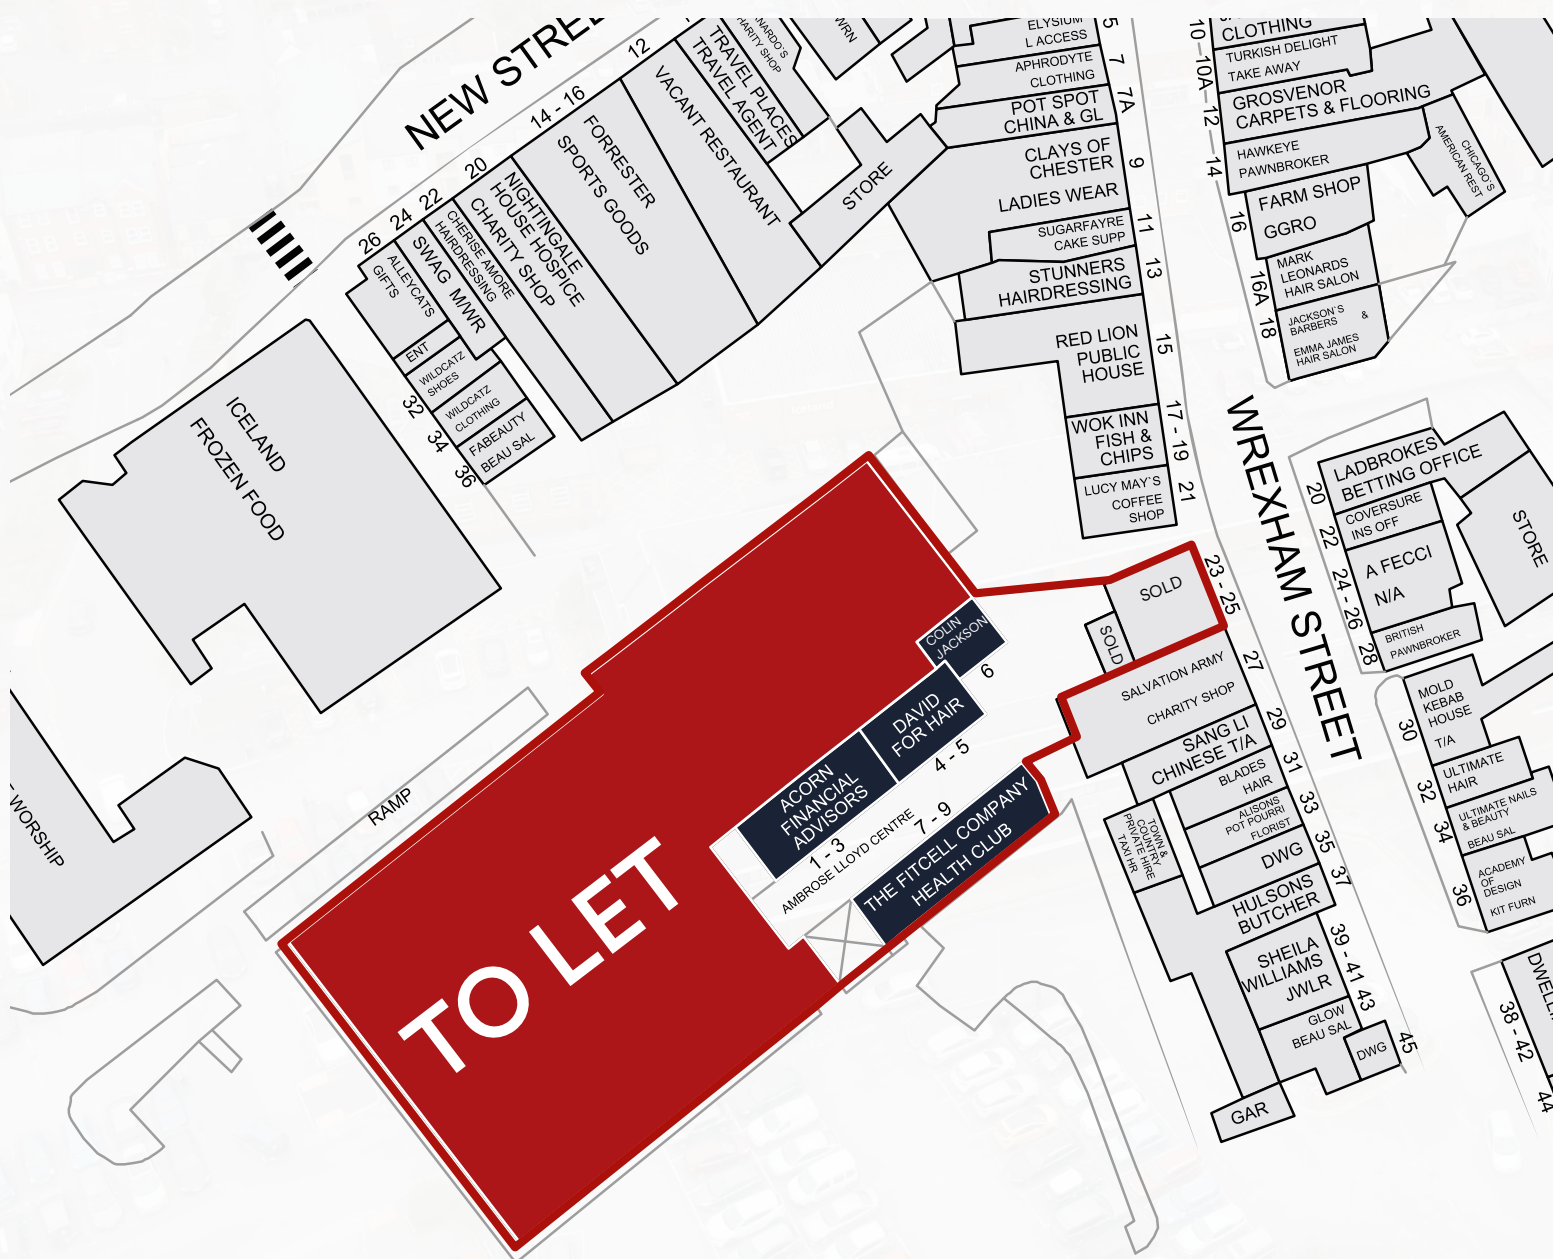 NEW STREE
12
14 - 16
20
22
24
26
TRAVEL PLACES
TRAVEL AGENT
VACANT RESTAURANT
FORRESTER
SPORTS GOODS
NIGHTINGALE
HOUSE HOSPICE
CHARITY SHOP
CHERISE AMORE
HAIRDRESSING
SWAG M/WR
ALLEYCATS
GIFTS
ENT
WILDCATZ
SHOES
WILDCATZ
CLOTHING
FABEAUTY
BEAU SAL
32
34
36
STORE
ICELAND
FROZEN FOOD
WORSHIP
RAMP
TO LET
ELYSIUM
L ACCESS
5
APHRODYTE
CLOTHING
7
POT SPOT
CHINA & GL
7A
CLAYS OF
CHESTER
LADIES WEAR
9
SUGARFAYRE
CAKE SUPP
11
STUNNERS
HAIRDRESSING
13
RED LION
PUBLIC
HOUSE
15
WOK INN
FISH &
CHIPS
17 - 19
LUCY MAY`S
COFFEE
SHOP
21
SOLD
SOLD
23 - 25
SALVATION ARMY
CHARITY SHOP
27
SANG LI
CHINESE T/A
29
BLADES
HAIR
31
ALISONS
POT POURRI
FLORIST
33
DWG
35
HULSONS
BUTCHER
37
TOWN &
COUNTRY
PRIVATE HIRE
TAXI HR
SHEILA
WILLIAMS
JWLR
39 - 41
GLOW
BEAU SAL
43
DWG
45
GAR
COLIN
JACKSON
6
DAVID
FOR HAIR
4 - 5
ACORN
FINANCIAL
ADVISORS
1 - 3
AMBROSE LLOYD CENTRE
7 - 9
THE FITCELL COMPANY
HEALTH CLUB
WREXHAM STREET
CLOTHING
TURKISH DELIGHT
TAKE AWAY
10
10A
GROSVENOR
CARPETS & FLOORING
12
HAWKEYE
PAWNBROKER
14
CHICAGO`S
AMERICAN REST
FARM SHOP
GGRO
16
MARK
LEONARDS
HAIR SALON
16A
JACKSON`S &
BARBERS
EMMA JAMES
HAIR SALON
18
LADBROKES
BETTING OFFICE
20
COVERSURE
INS OFF
22
A FECCI
N/A
24 - 26
BRITISH
PAWNBROKER
28
STORE
MOLD
KEBAB
HOUSE
T/A
30
ULTIMATE
HAIR
32
ULTIMATE NAILS
& BEAUTY
BEAU SAL
34
ACADEMY
OF
DESIGN
KIT FURN
36
38 - 42
44